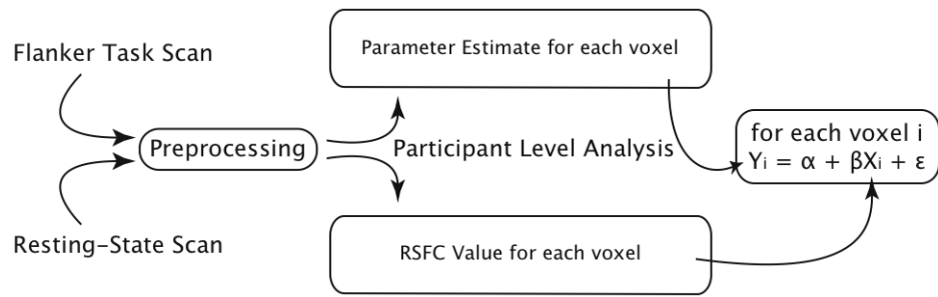 Flanker Task Scan
Parameter Estimate for each voxel
Preprocessing
Participant Level Analysis
for each voxel i
Yi = α + βXi + ε
Resting-State Scan
RSFC Value for each voxel